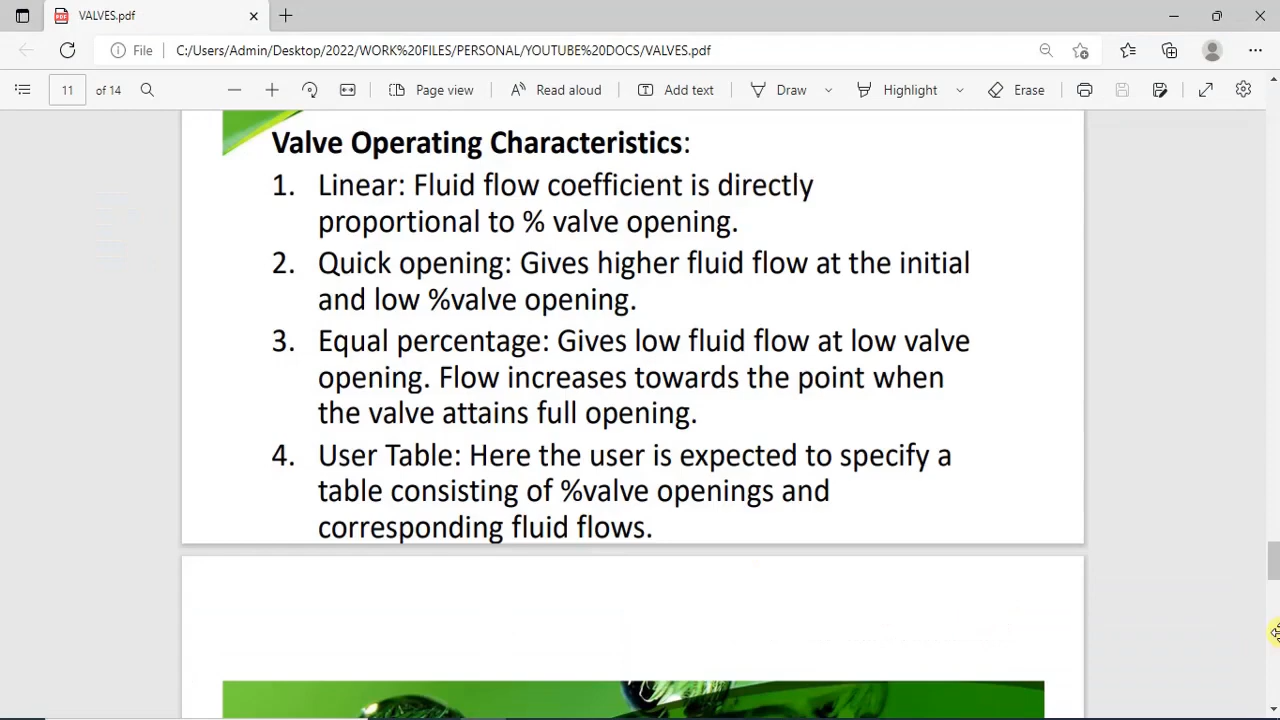 VALVES.pdf
File
C:/Users/Admin/Desktop/2022/WORK%20FILES/PERSONAL/YOUTUBE%20DOCS/VALVES.pdf
11 of 14
Page view
Read aloud
Add text
Draw
Highlight
Erase
Valve Operating Characteristics:
1. Linear: Fluid flow coefficient is directly
proportional to % valve opening.
2. Quick opening: Gives higher fluid flow at the initial
and low %valve opening.
3. Equal percentage: Gives low fluid flow at low valve
opening. Flow increases towards the point when
the valve attains full opening.
4. User Table: Here the user is expected to specify a
table consisting of %valve openings and
corresponding fluid flows.